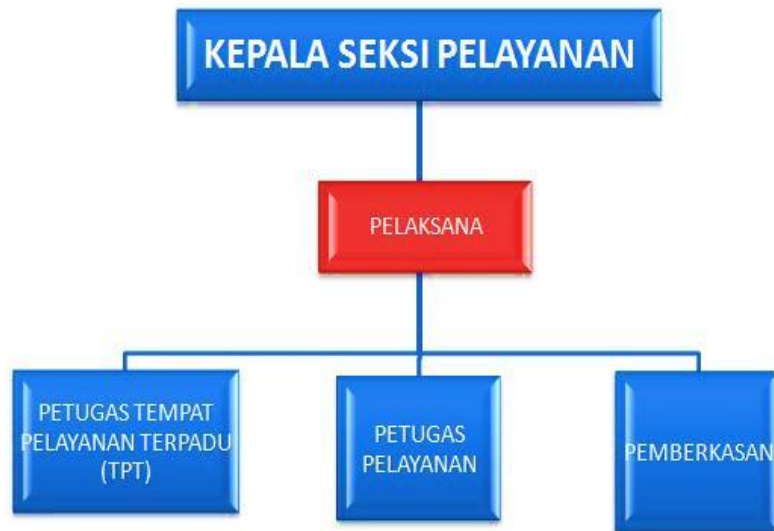 KEPALA SEKSI PELAYANAN
PELAKSANA
PETUGAS TEMPAT
PELAYANAN TERPADU
(TPT)
PETUGAS
PELAYANAN
PEMBERKASAN